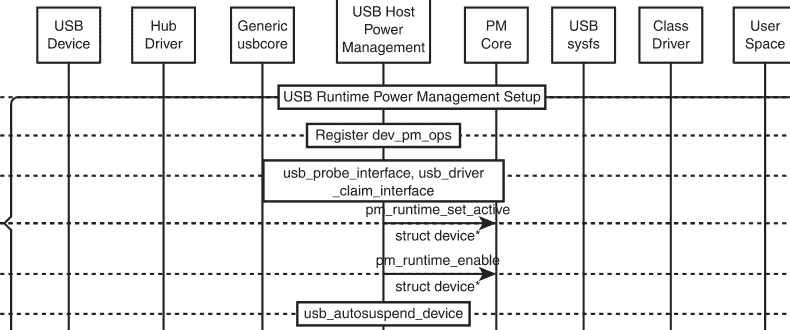 USB
Device
Hub
Driver
Generic
usbcore
USB Host
Power
Management
PM
Core
USB
sysfs
Class
Driver
User
Space
USB Runtime Power Management Setup
Register dev_pm_ops
usb_probe_interface, usb_driver
_claim_interface
pm_runtime_set_active
struct device*
pm_runtime_enable
struct device*
usb_autosuspend_device